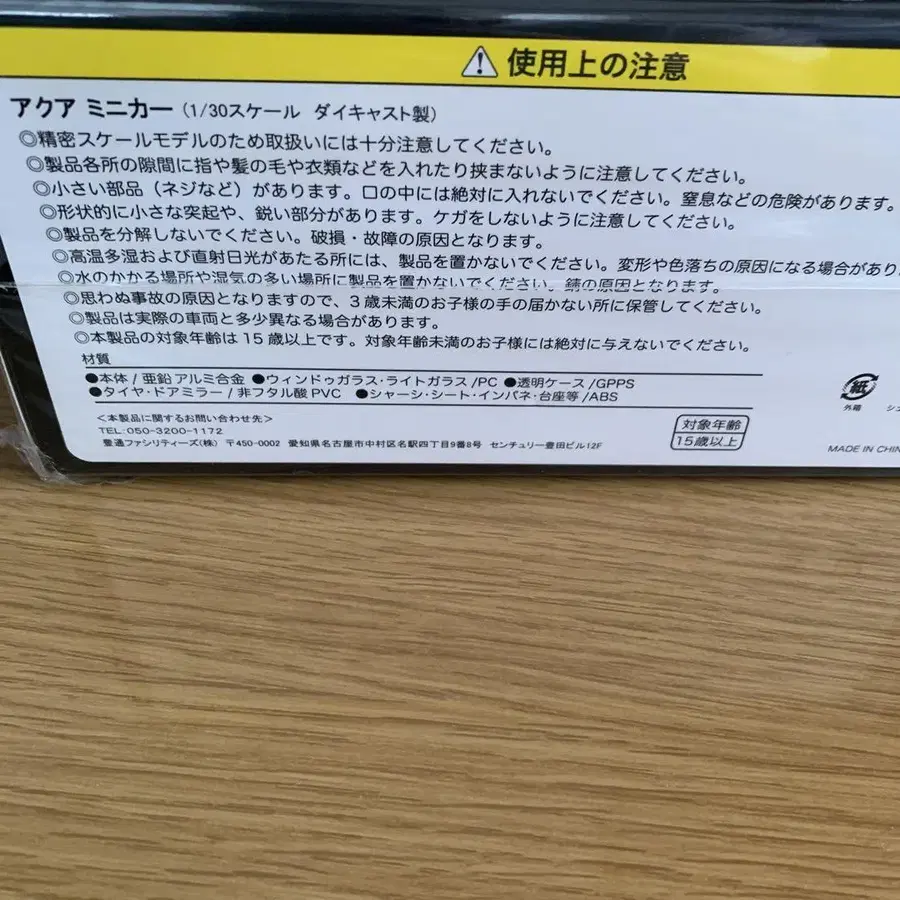 使用上の注意
アクア ミニカー（1/30スケール ダイキャスト製）
◎精密スケールモデルのため取扱いには十分注意してください。
◎製品各所の隙間に指や髪の毛や衣類などを入れたり挟まないように注意してください。
◎小さい部品（ネジなど）があります。口の中には絶対に入れないでください。窒息などの危険があります。
◎形状的に小さな突起や、鋭い部分があります。ケガをしないように注意してください。
◎製品を分解しないでください。破損・故障の原因となります。
◎高温多湿および直射日光があたる所には、製品を置かないでください。変形や色落ちの原因になる場合があり
◎水のかかる場所や湿気の多い場所に製品を置かないでください。錆の原因となります。
◎思わぬ事故の原因となりますので、3歳未満のお子様の手の届かない所に保管してください。
◎製品は実際の車両と多少異なる場合があります。
◎本製品の対象年齢は15歳以上です。対象年齢未満のお子様には絶対に与えないでください。
材質
●本体/亜鉛アルミ合金 ●ウィンドゥガラス・ライトガラス/PC ●透明ケース/GPPS
●タイヤ・ドアミラー/非フタル酸PVC ●シャーシ・シート・インパネ・台座等/ABS
＜本製品に関するお問い合わせ先＞
TEL:050-3200-1172
豊通ファシリティーズ(株) 〒450-0002 愛知県名古屋市中村区名駅四丁目9番8号 センチュリー豊田ビル12F
対象年齢
15歳以上
紙
外箱
MADE IN CHIN